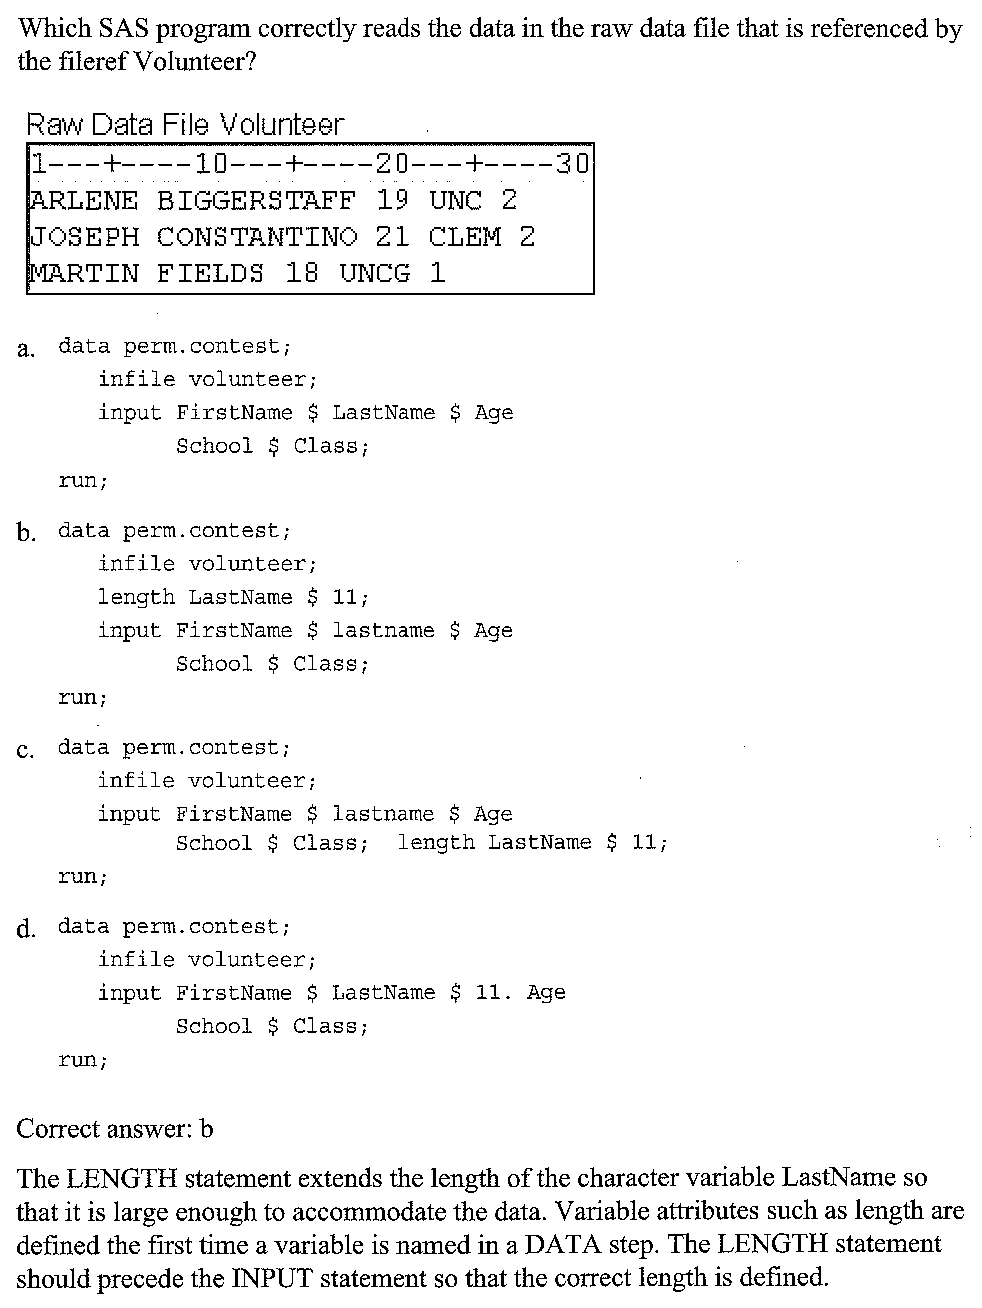 Which SAS program correctly reads the data in the raw data file that is referenced by
the fileref Volunteer?
Raw Data File Volunteer
1---+----10---+----20---+----30
ARLENE BIGGERSTAFF 19 UNC 2
JOSEPH CONSTANTINO 21 CLEM 2
MARTIN FIELDS 18 UNCG 1
a. data perm.contest;
infile volunteer;
input FirstName $ LastName $ Age
School $ Class;
run;
b. data perm.contest;
infile volunteer;
length LastName $ 11;
input FirstName $ lastname $ Age
School $ Class;
run;
c. data perm.contest;
infile volunteer;
input FirstName $ lastname $ Age
School $ Class; length LastName $ 11;
run;
d. data perm.contest;
infile volunteer;
input FirstName $ LastName $ 11. Age
School $ Class;
run;
Correct answer: b
The LENGTH statement extends the length of the character variable LastName so
that it is large enough to accommodate the data. Variable attributes such as length are
defined the first time a variable is named in a DATA step. The LENGTH statement
should precede the INPUT statement so that the correct length is defined.